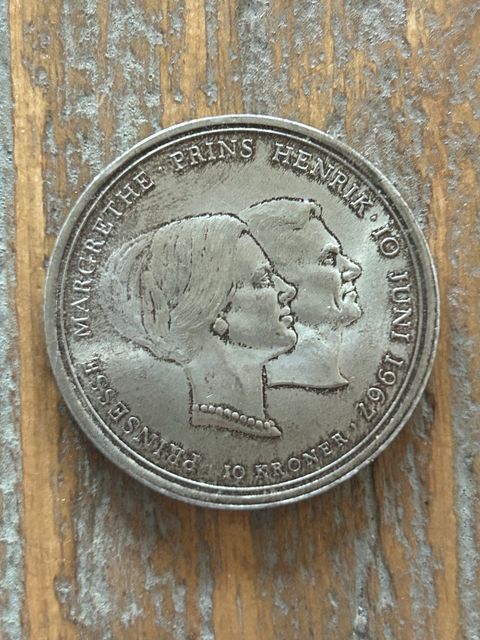 PRINSESSE MARGRETHE · PRINS HENRIK · 10 JUNI 1967
10 KRONER